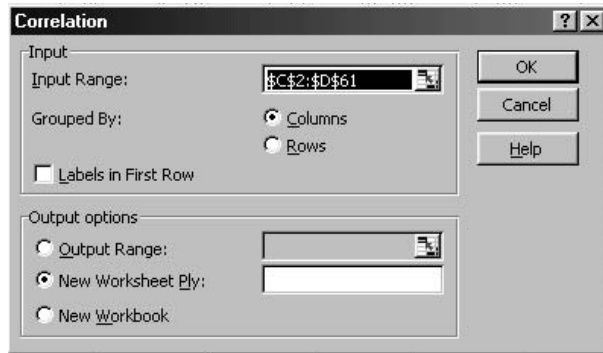 Correlation
Input
Input Range:
$C$2:$D$61
Grouped By:
Columns
Rows
Labels in First Row
Output options
Output Range:
New Worksheet Ply:
New Workbook
OK
Cancel
Help